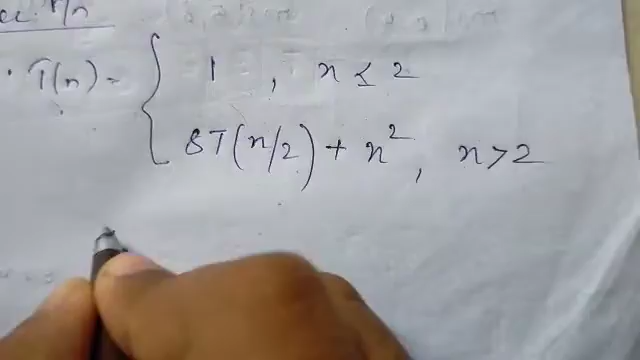 T(n) = { 1 , n ≤ 2
8T(n/2) + n² , n > 2